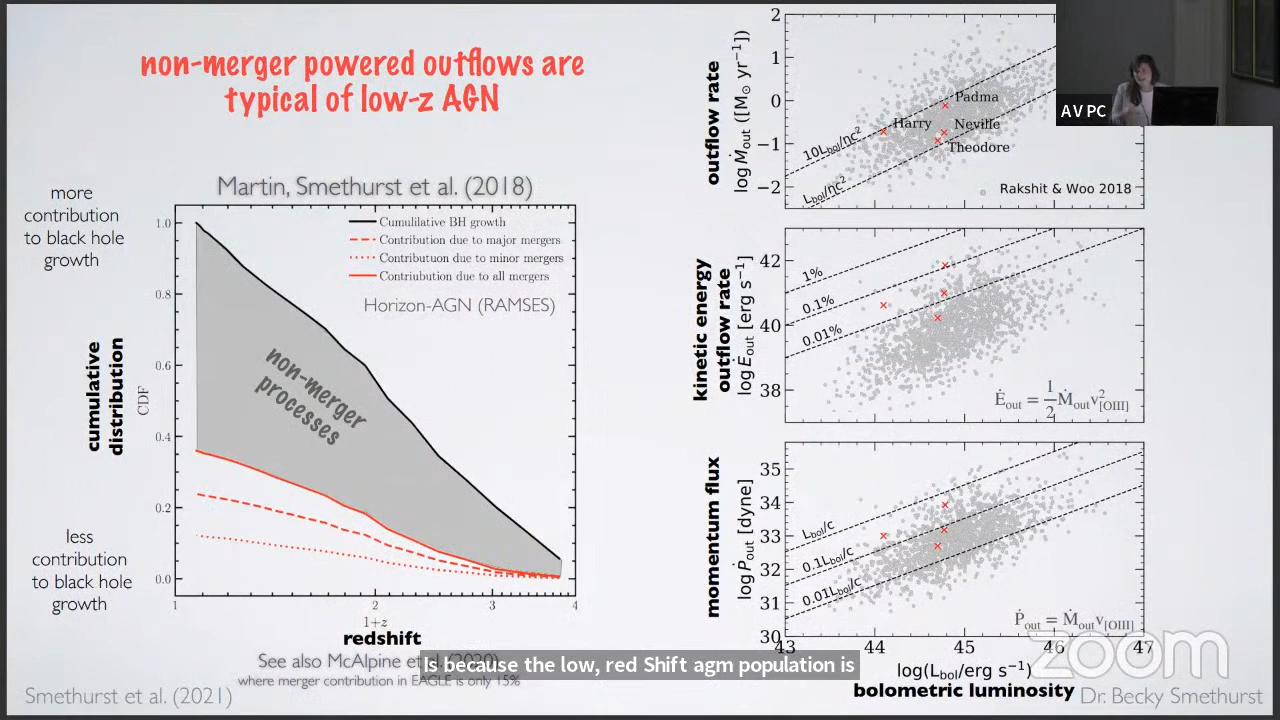 non-merger powered outflows are
typical of low-z AGN
Martin, Smethurst et al. (2018)
more
contribution
to black hole
growth
less
contribution
to black hole
growth
cumulative
distribution
CDF
1.0
0.8
0.6
0.4
0.2
0.0
Cumulilative BH growth
Contribution due to major mergers
Contributuion due to minor mergers
Contriubution due to all mergers
Horizon-AGN (RAMSES)
non-merger
processes
1
2
3
4
1+z
redshift
See also McAlpine et al. (2020)
where merger contribution in EAGLE is only 15%
Smethurst et al. (2021)
outflow rate
log Ṁout ([M⊙ yr−1])
2
1
0
−1
−2
10Lbol/ηc²
Lbol/ηc²
Harry
Padma
Neville
Theodore
Rakshit & Woo 2018
kinetic energy
outflow rate
log Ėout [erg s−1]
42
40
38
1%
0.1%
0.01%
Ėout = 1/2 Ṁout v²[OIII]
momentum flux
log Ṗout [dyne]
35
34
33
32
31
30
Lbol/c
0.1Lbol/c
0.01Lbol/c
Ṗout = Ṁout v[OIII]
43
44
45
46
47
log(Lbol/erg s−1)
bolometric luminosity
Dr. Becky Smethurst
zoom
AV PC
Is because the low, red Shift agm population is